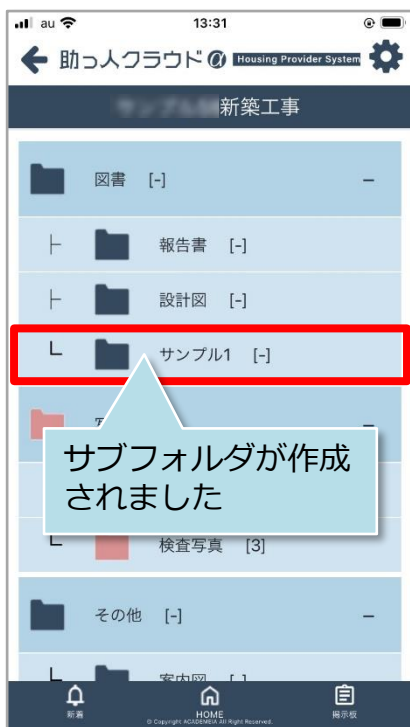 au
13:31
助っ人クラウドα Housing Provider System
新築工事
図書 [-]
報告書 [-]
設計図 [-]
サンプル1 [-]
サブフォルダが作成
されました
検査写真 [3]
その他 [-]
案内図 [-]
新着
HOME
掲示板
© Copyright ACADEMEIA All Right Reserved.